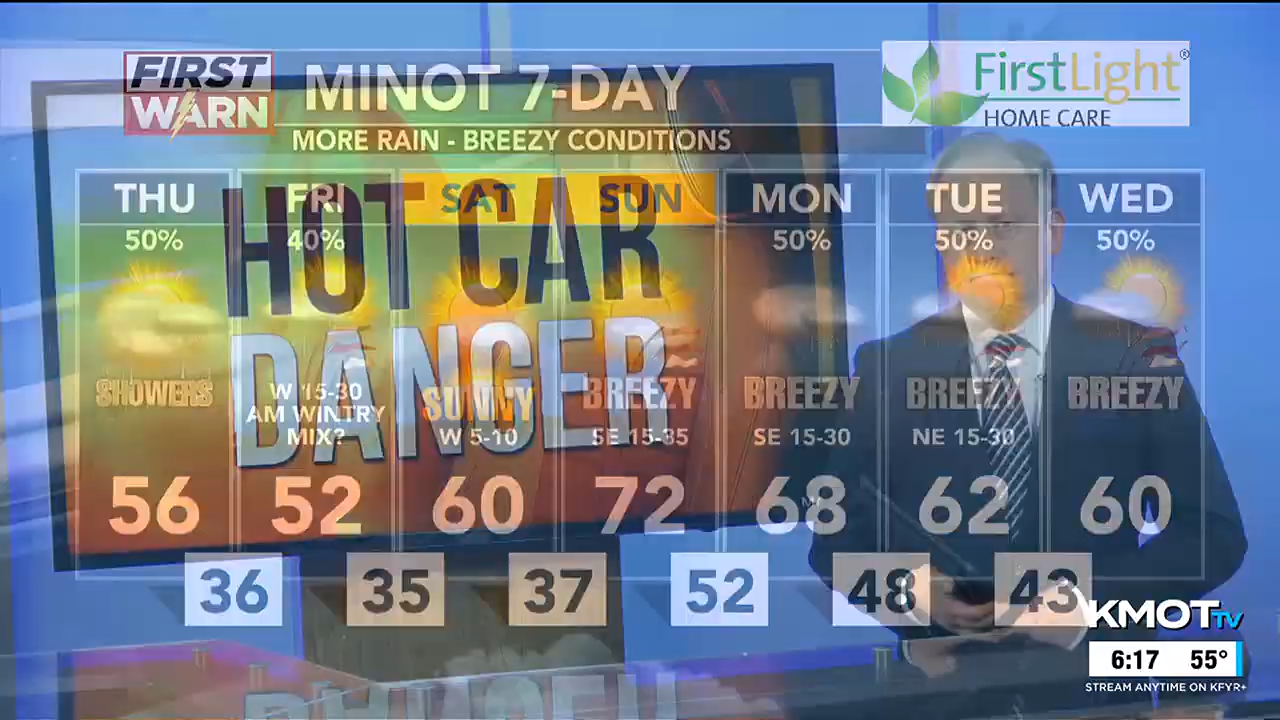 FIRST
WARN
MINOT 7-DAY
MORE RAIN - BREEZY CONDITIONS
FirstLight®
HOME CARE
THU FRI SAT SUN MON TUE WED
50% 40% 50% 50% 50%
HOT CAR
DANGER
SHOWERS
W 15-30
AM WINTRY
MIX?
SUNNY
W 5-10
BREEZY
SE 15-35
BREEZY
SE 15-30
BREEZY
NE 15-30
BREEZY
56 52 60 72 68 62 60
36 35 37 52 48 43
KMOT TV
6:17 55°
STREAM ANYTIME ON KFYR+